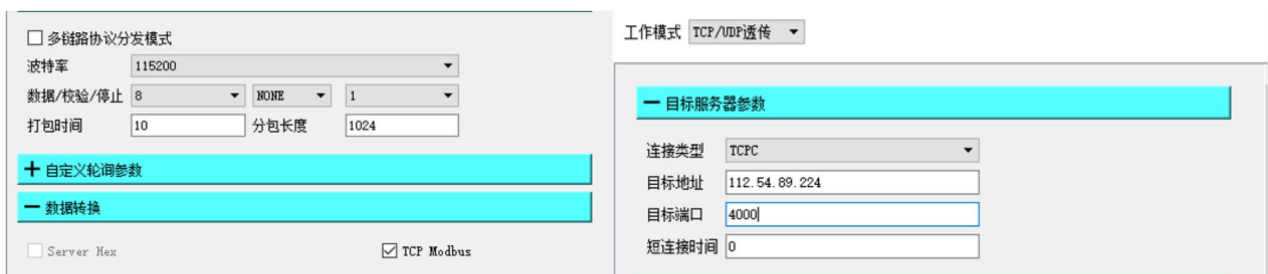 多链路协议分发模式
波特率 115200
数据/校验/停止 8 NONE 1
打包时间 10 分包长度 1024
+ 自定义轮询参数
— 数据转换
Server Hex TCP Modbus
工作模式 TCP/UDP透传
— 目标服务器参数
连接类型 TCPC
目标地址 112.54.89.224
目标端口 4000
短连接时间 0